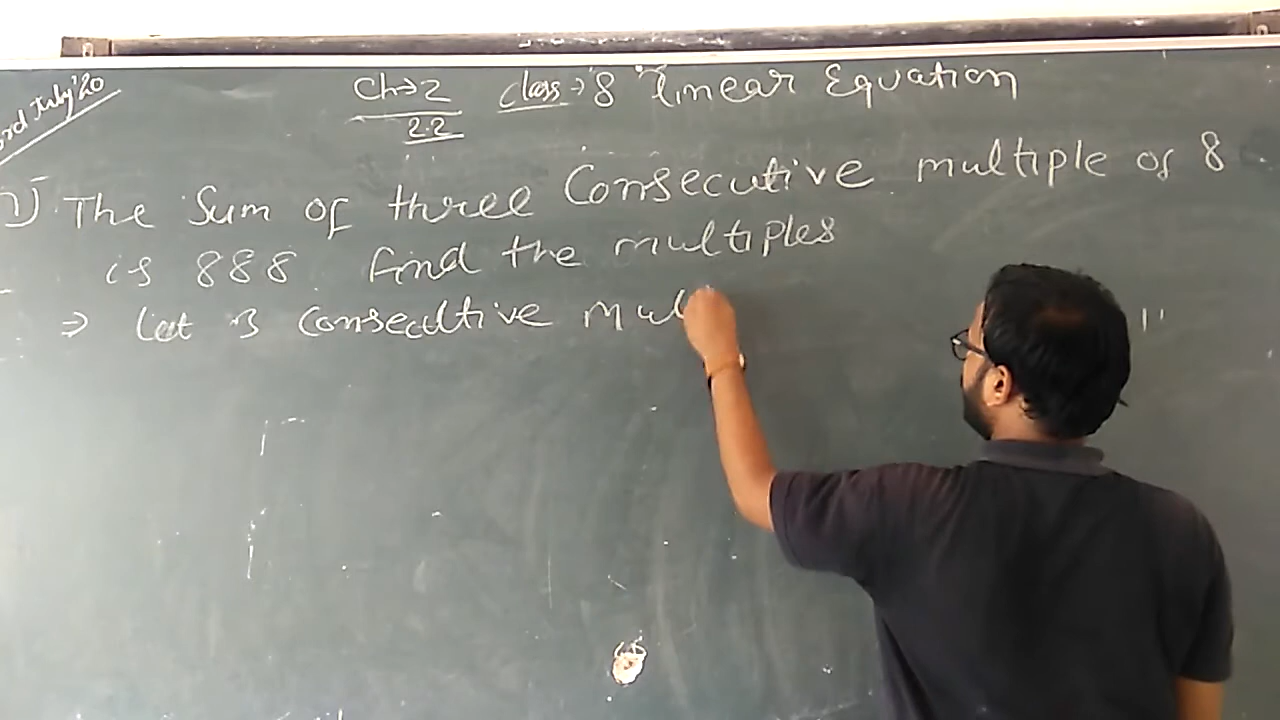 3rd July'20
Ch→2 class→8 linear Equation
2.2
7) The Sum of three Consecutive multiple of 8
is 888. find the multiples
⇒ let 3 Consecutive Mul